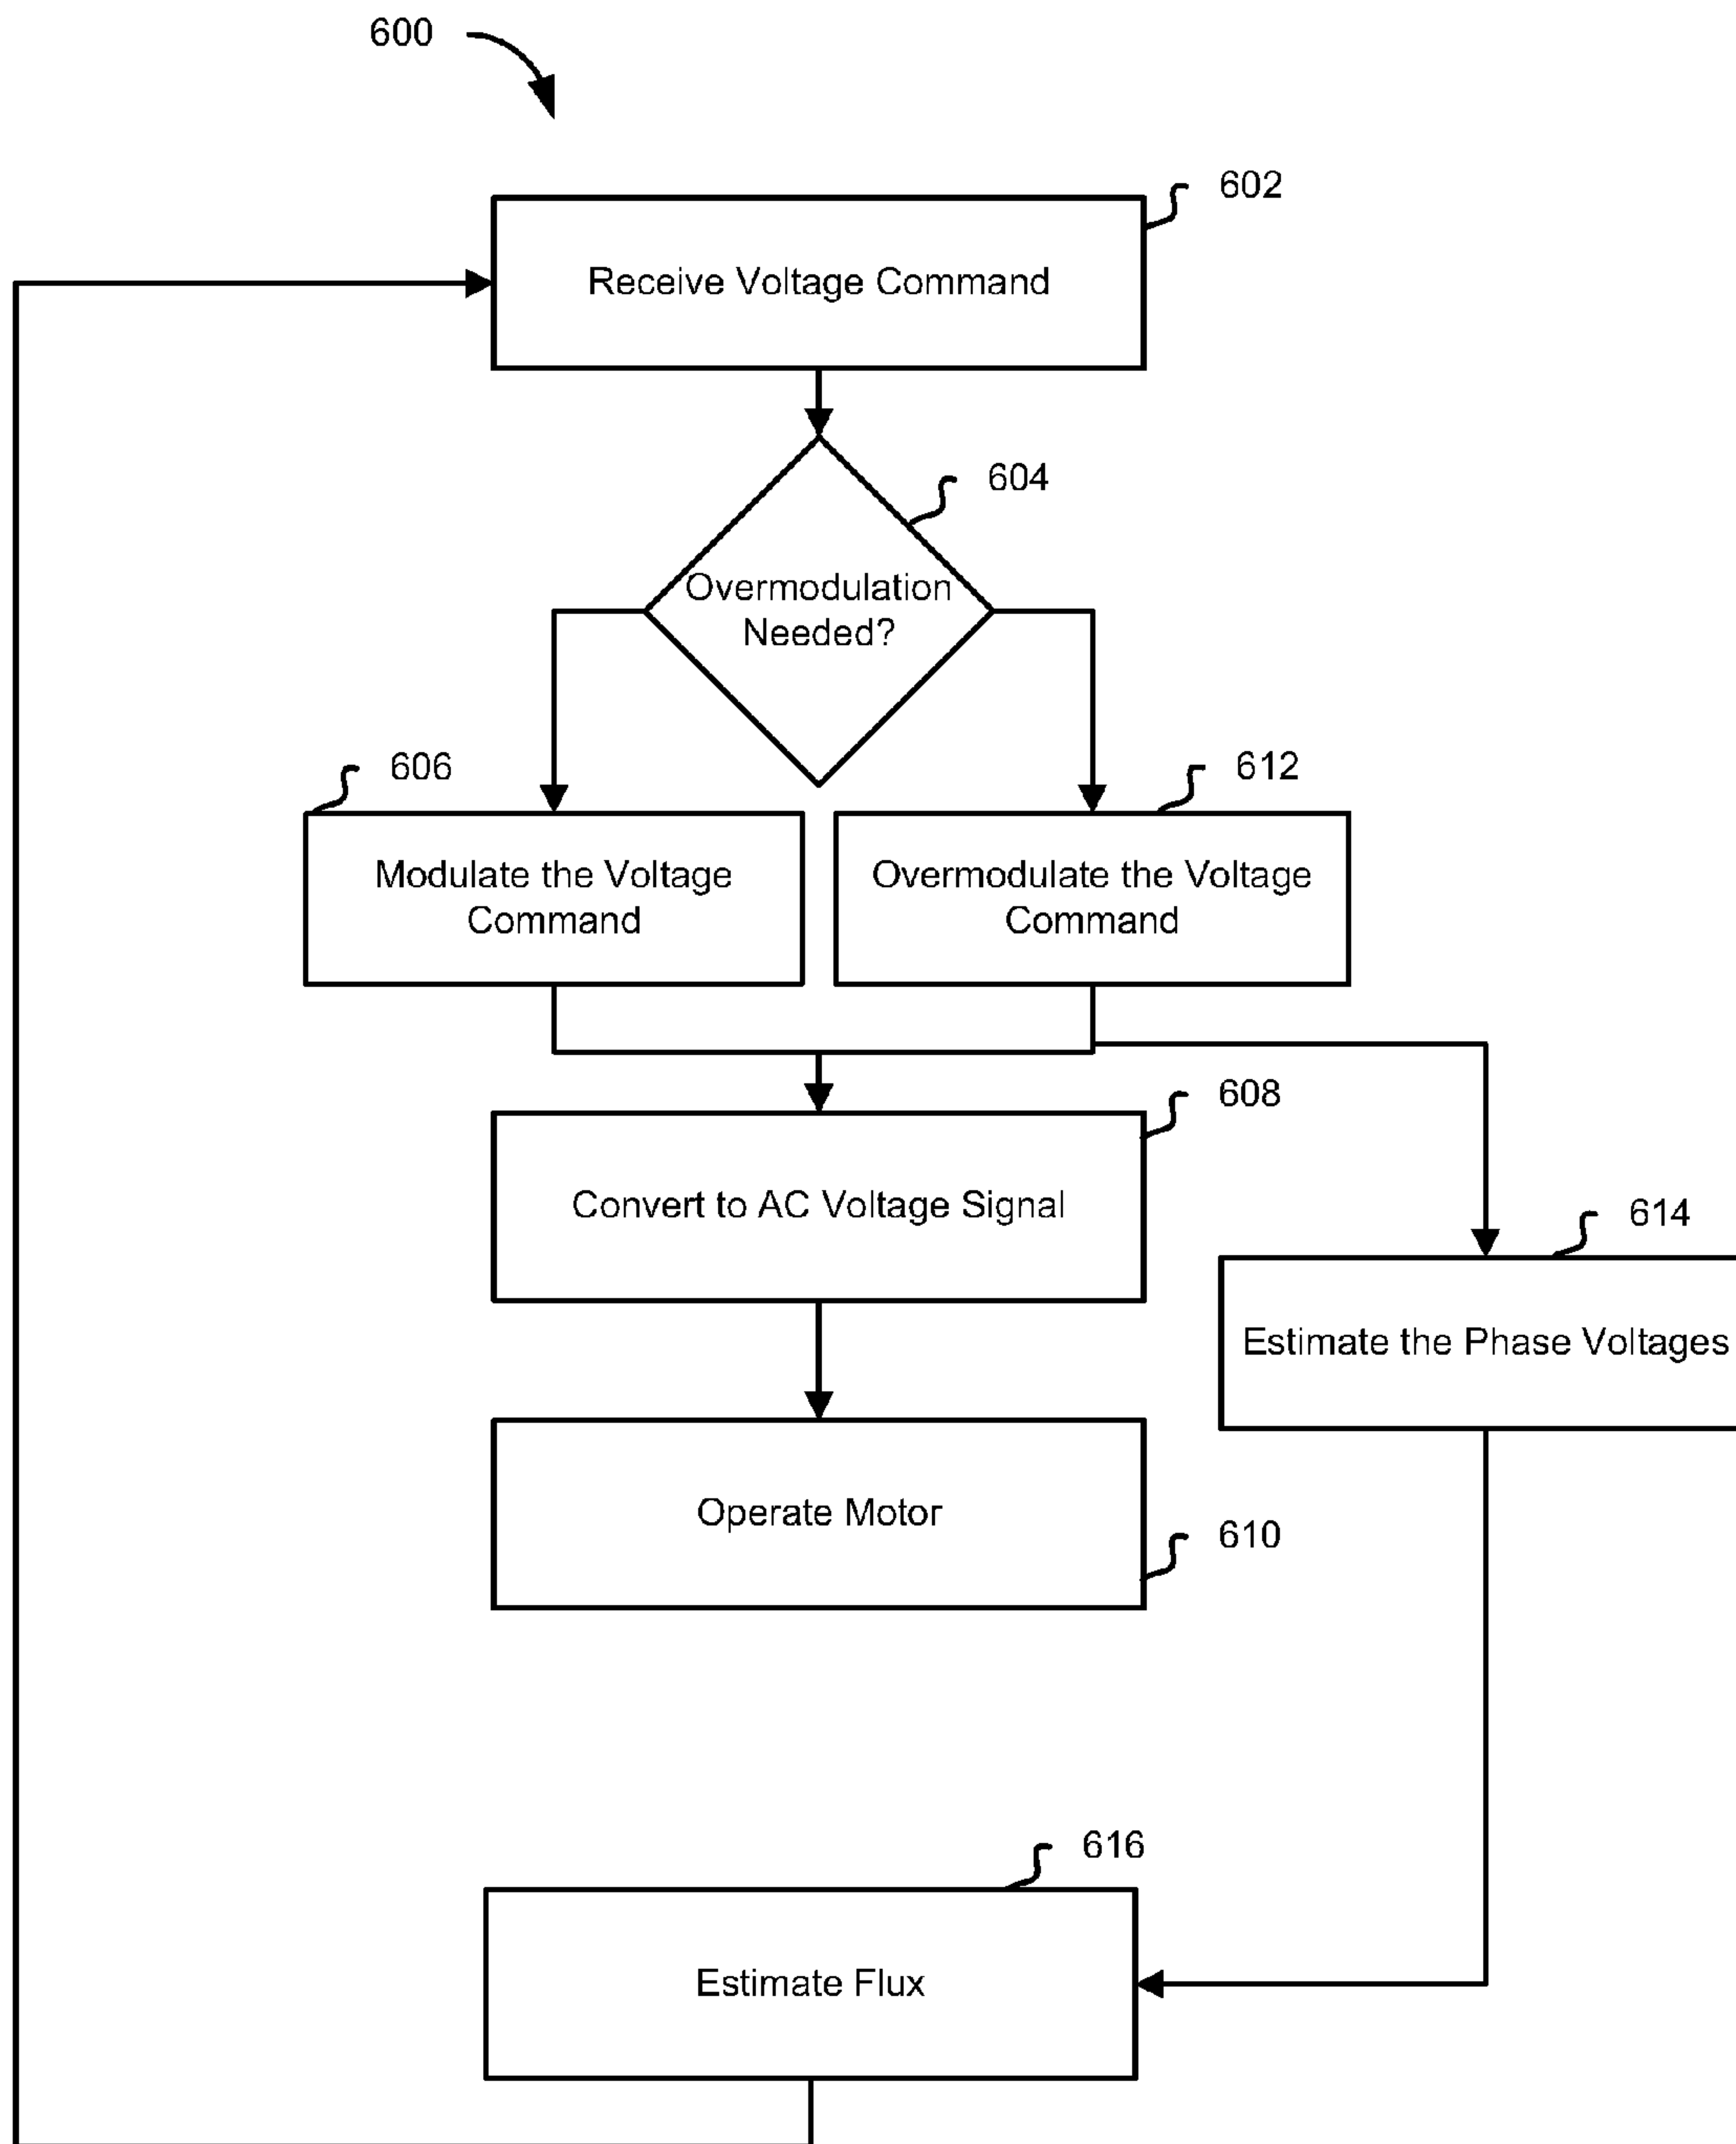 600
602
Receive Voltage Command
604
Overmodulation
Needed?
606
612
Modulate the Voltage
Command
Overmodulate the Voltage
Command
608
Convert to AC Voltage Signal
614
Estimate the Phase Voltages
Operate Motor
610
616
Estimate Flux